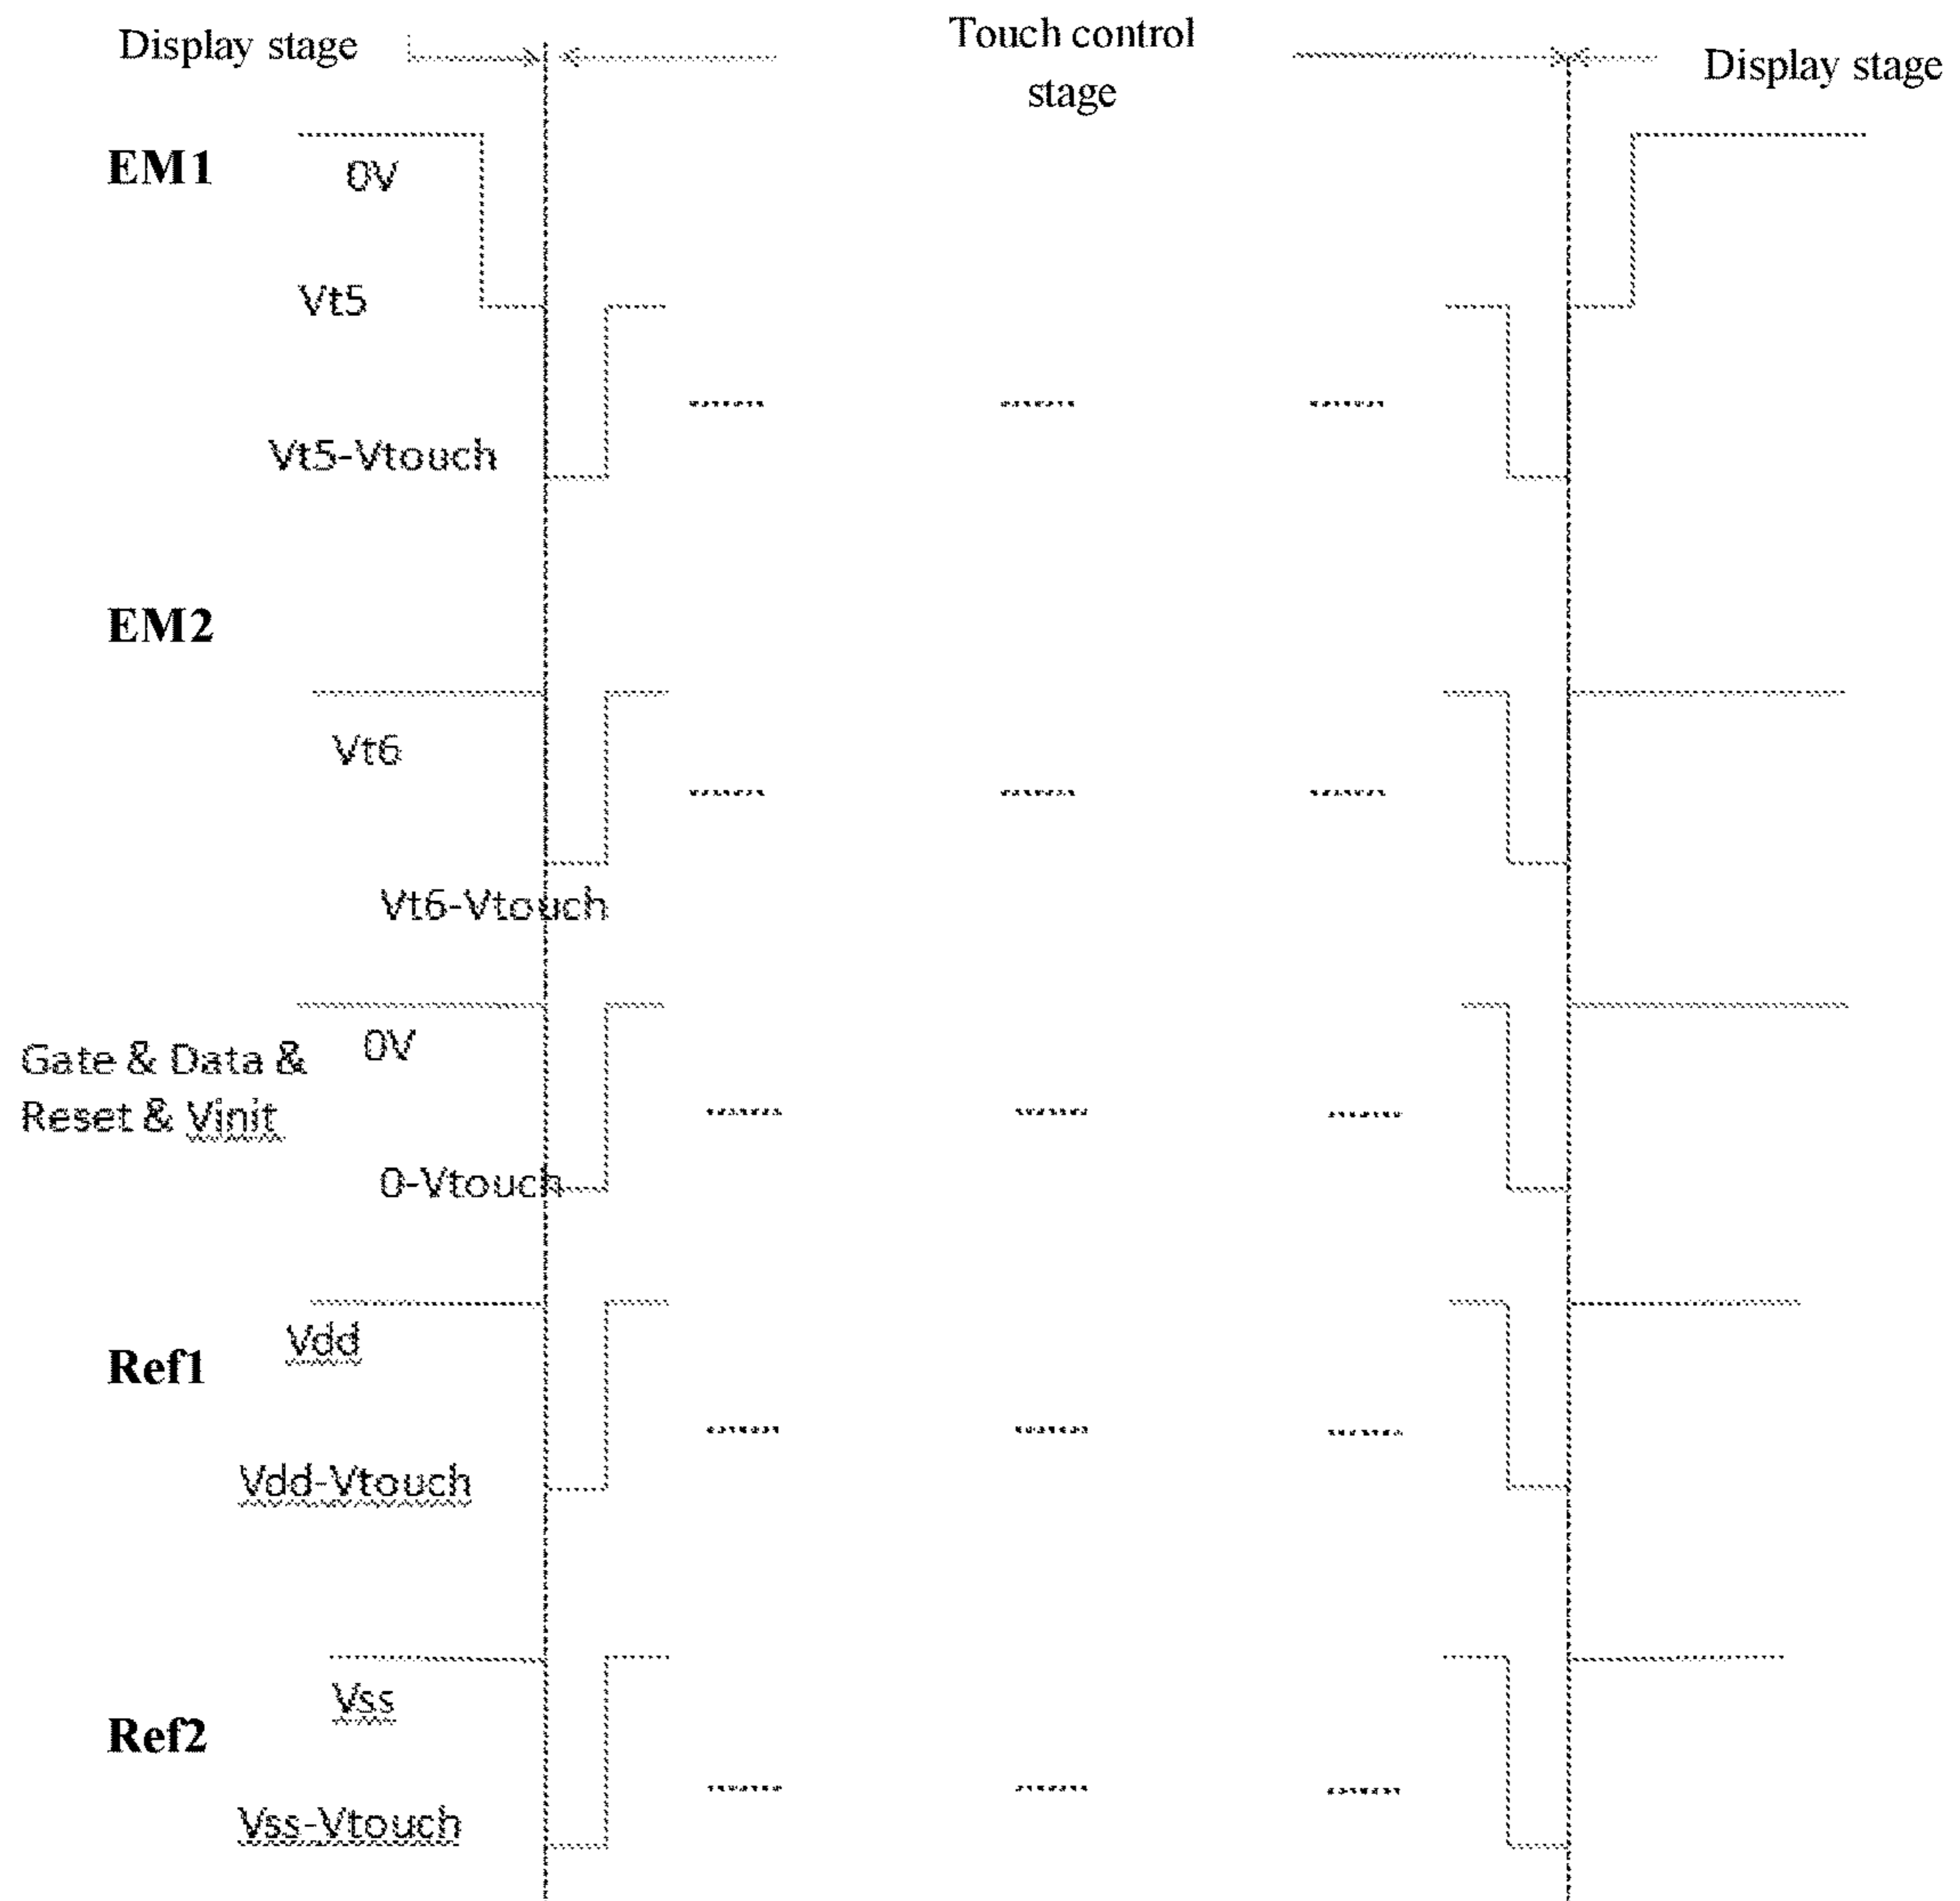 Display stage
Touch control
stage
Display stage
EM1
0V
Vt5
Vt5-Vtouch
EM2
Vt6
Vt6-Vtouch
0V
Gate & Data &
Reset & Vinit
0-Vtouch
Vdd
Ref1
Vdd-Vtouch
Vss
Ref2
Vss-Vtouch